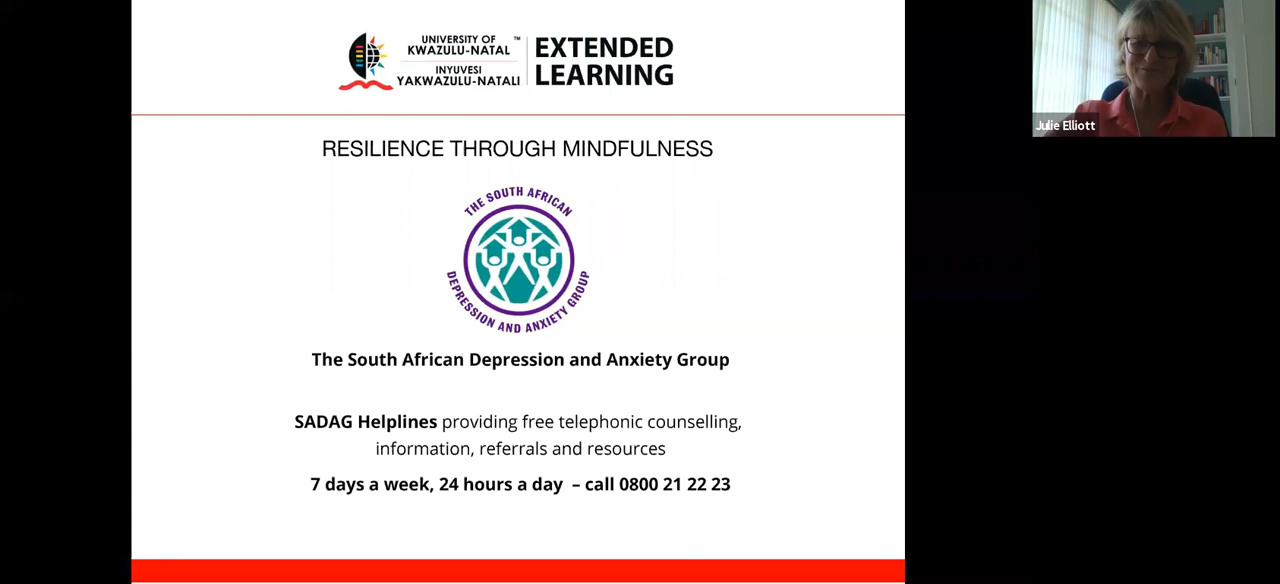 UNIVERSITY OF ™
KWAZULU-NATAL
INYUVESI
YAKWAZULU-NATALI
EXTENDED
LEARNING
Julie Elliott
RESILIENCE THROUGH MINDFULNESS
THE SOUTH AFRICAN
DEPRESSION AND ANXIETY GROUP
The South African Depression and Anxiety Group
SADAG Helplines providing free telephonic counselling,
information, referrals and resources
7 days a week, 24 hours a day – call 0800 21 22 23